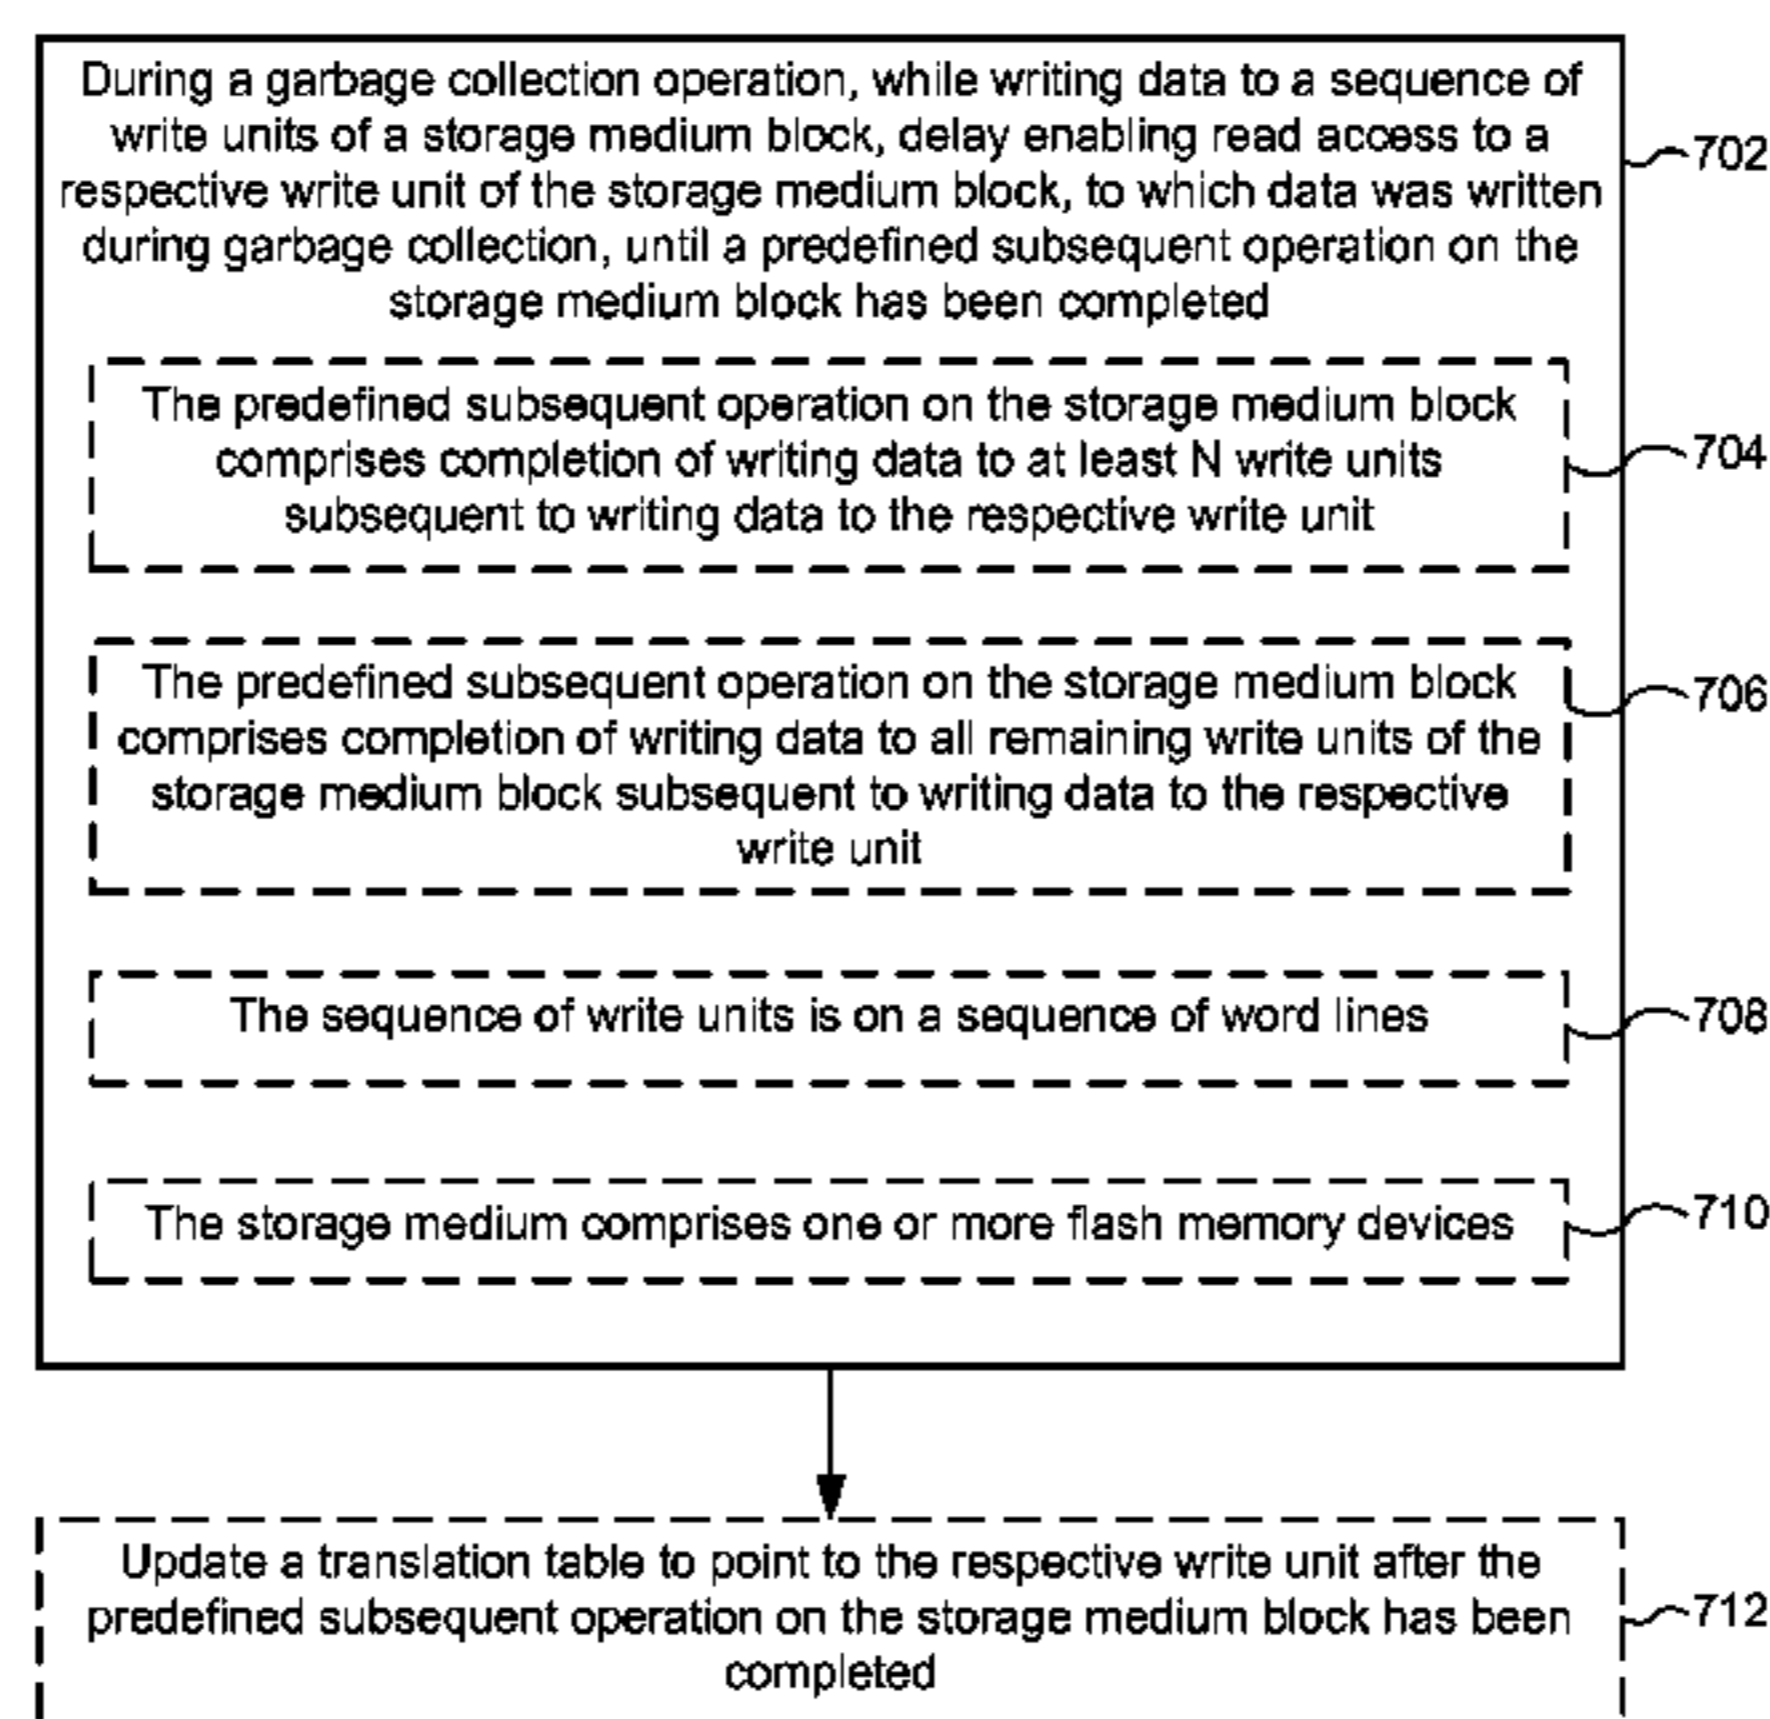 During a garbage collection operation, while writing data to a sequence of
write units of a storage medium block, delay enabling read access to a
respective write unit of the storage medium block, to which data was written
during garbage collection, until a predefined subsequent operation on the
storage medium block has been completed
702
The predefined subsequent operation on the storage medium block
comprises completion of writing data to at least N write units
subsequent to writing data to the respective write unit
704
The predefined subsequent operation on the storage medium block
comprises completion of writing data to all remaining write units of the
storage medium block subsequent to writing data to the respective
write unit
706
The sequence of write units is on a sequence of word lines
708
The storage medium comprises one or more flash memory devices
710
Update a translation table to point to the respective write unit after the
predefined subsequent operation on the storage medium block has been
completed
712